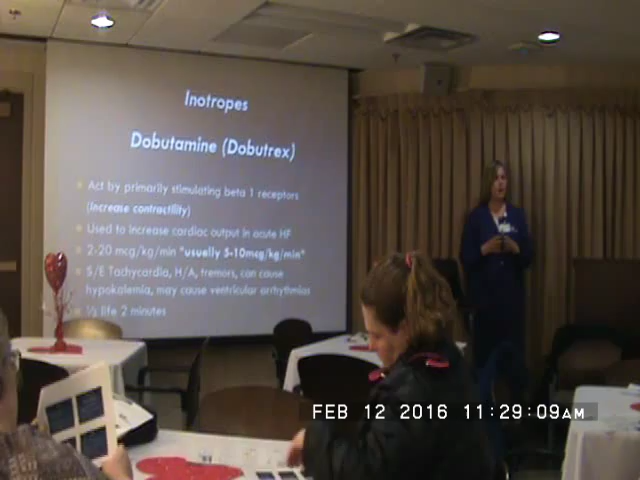 Inotropes
Dobutamine (Dobutrex)
Act by primarily stimulating beta 1 receptors
(increase contractility)
Used to increase cardiac output in acute HF
2-20 mcg/kg/min "usually 5-10mcg/kg/min"
S/E Tachycardia, H/A, tremors, can cause
hypokalemia, may cause ventricular arrhythmias
½ life 2 minutes
FEB 12 2016 11:29:09AM